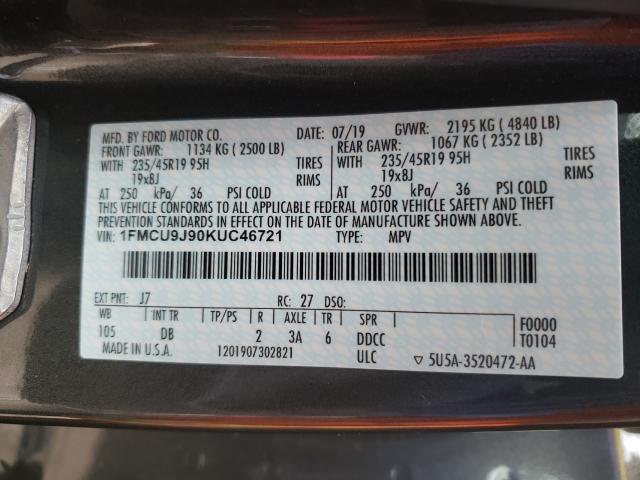 MFD. BY FORD MOTOR CO. DATE: 07/19 GVWR: 2195 KG ( 4840 LB)
FRONT GAWR: 1134 KG ( 2500 LB) REAR GAWR: 1067 KG ( 2352 LB)
WITH 235/45R19 95H TIRES WITH 235/45R19 95H TIRES
19x8J RIMS 19x8J RIMS
AT 250 kPa/ 36 PSI COLD AT 250 kPa/ 36 PSI COLD
THIS VEHICLE CONFORMS TO ALL APPLICABLE FEDERAL MOTOR VEHICLE SAFETY AND THEFT
PREVENTION STANDARDS IN EFFECT ON THE DATE OF MANUFACTURE SHOWN ABOVE.
VIN: 1FMCU9J90KUC46721 TYPE: MPV
EXT PNT: J7 RC: 27 DSO:
WB INT TR TP/PS R AXLE TR SPR F0000
105 DB 2 3A 6 DDCC T0104
MADE IN U.S.A. 1201907302821 ULC ▽ 5U5A-3520472-AA